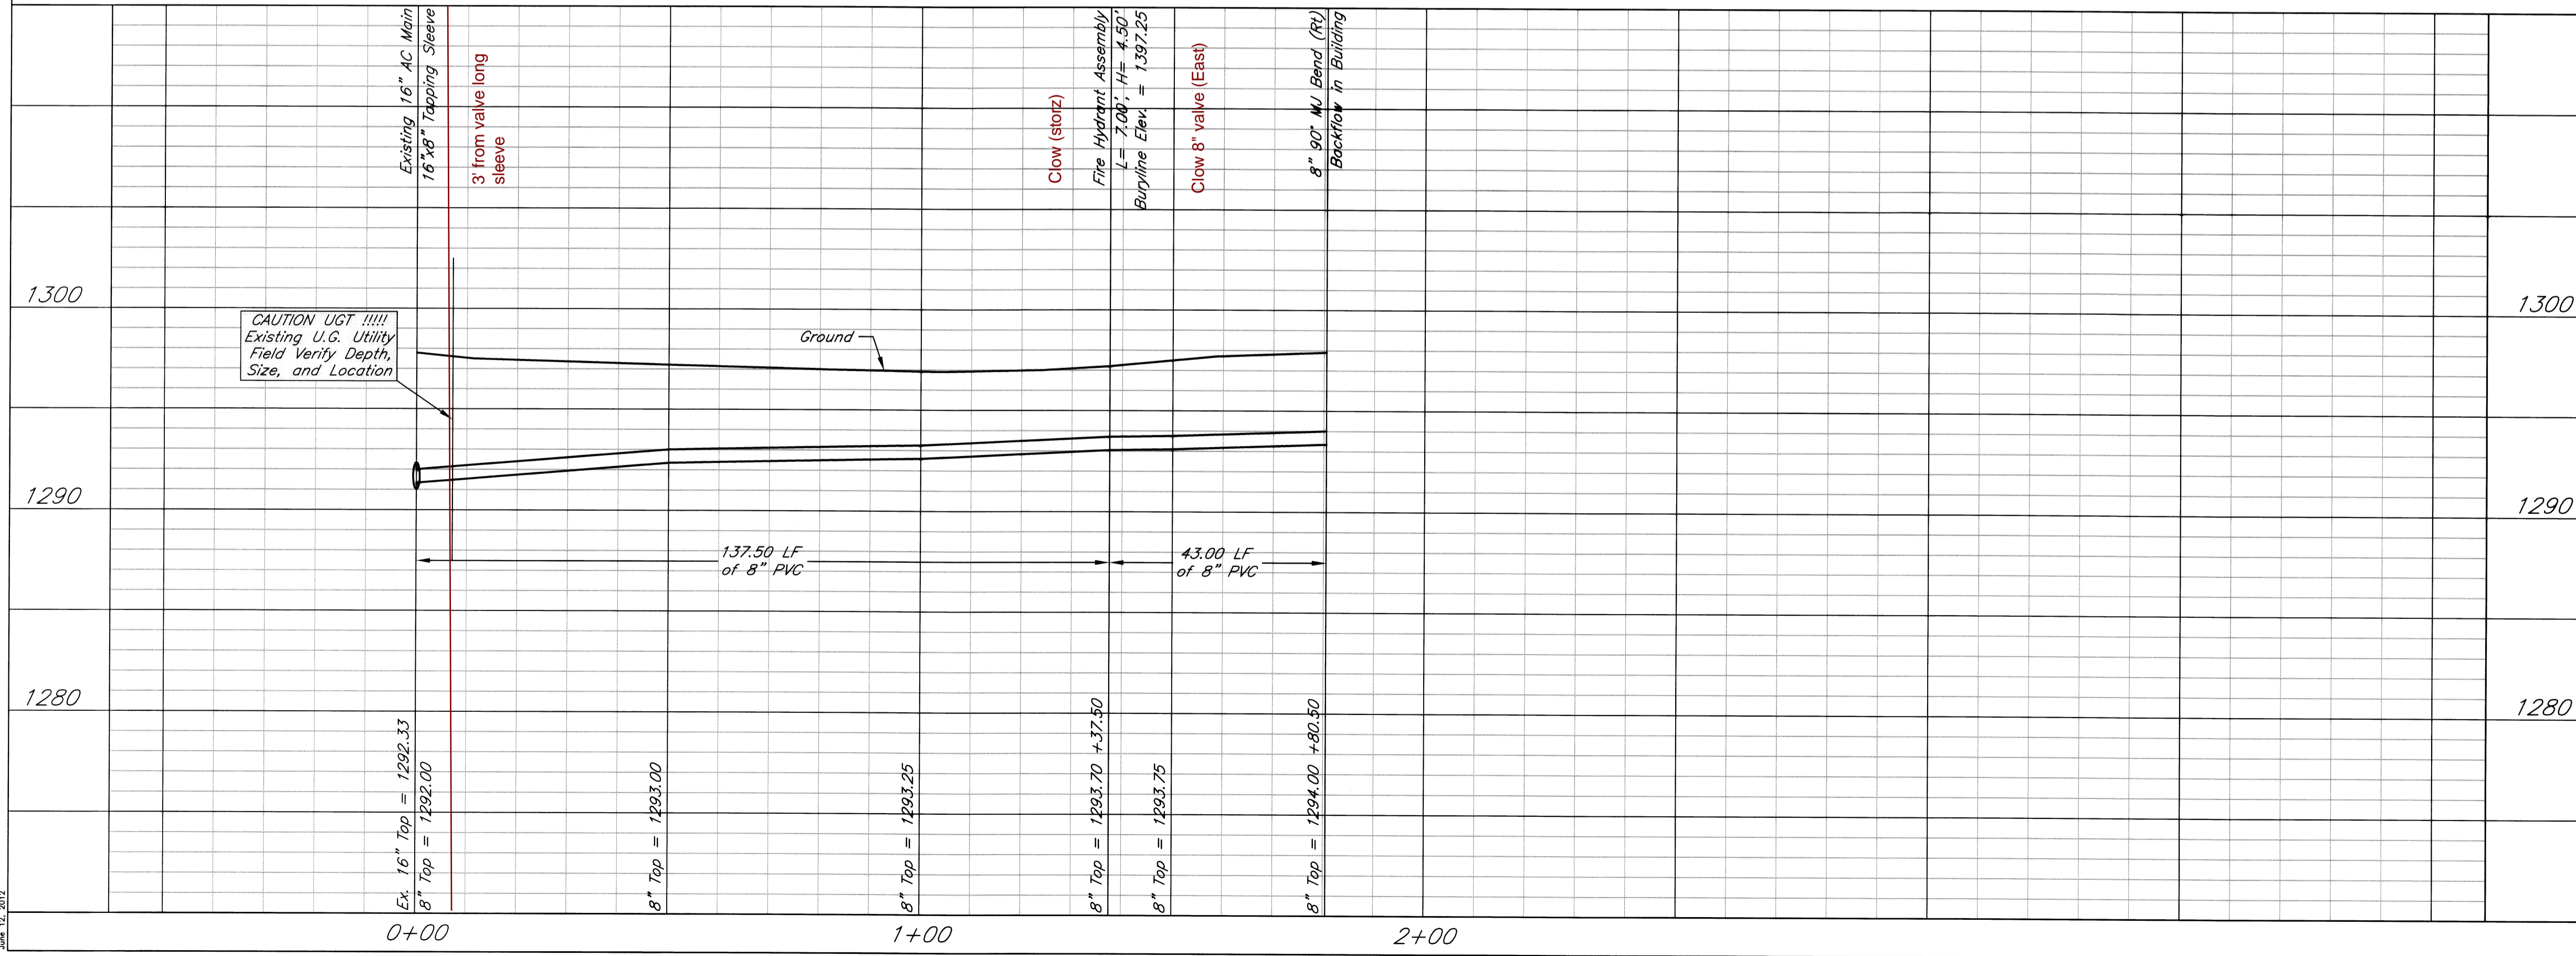 Existing 16" AC Main
16"x8" Tapping Sleeve
3' from valve long
sleeve
Clow (storz)
Fire Hydrant Assembly
L= 7.00', H= 4.50'
Buryline Elev. = 1397.25
Clow 8" valve (East)
8" 90° MJ Bend (Rt)
Backflow in Building
1300
1300
CAUTION UGT !!!!!
Existing U.G. Utility
Field Verify Depth,
Size, and Location
Ground
1290
1290
137.50 LF
of 8" PVC
43.00 LF
of 8" PVC
1280
1280
Ex. 16" Top = 1292.33
8" Top = 1292.00
8" Top = 1293.00
8" Top = 1293.25
8" Top = 1293.70 +37.50
8" Top = 1293.75
8" Top = 1294.00 +80.50
0+00
1+00
2+00
June 12, 2012